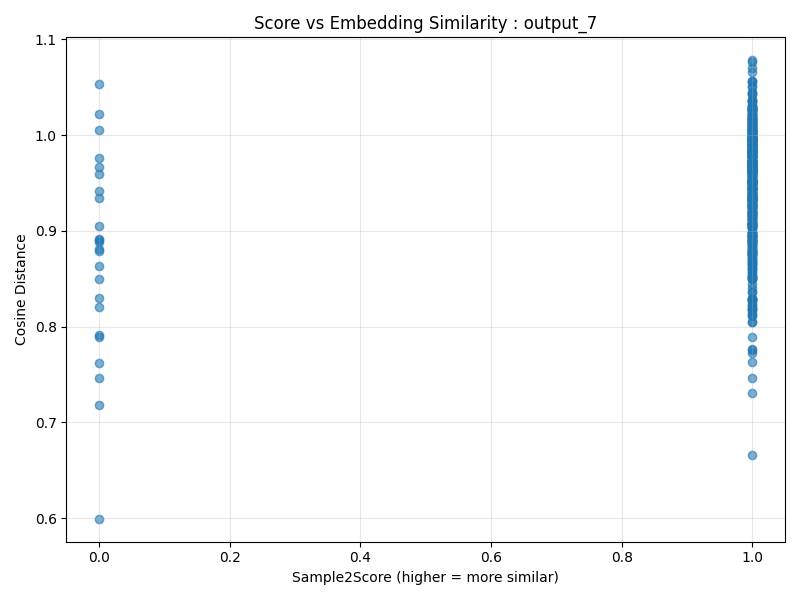 Score vs Embedding Similarity : output_7
1.1
1.0
0.9
0.8
0.7
0.6
Cosine Distance
0.0 0.2 0.4 0.6 0.8 1.0
Sample2Score (higher = more similar)